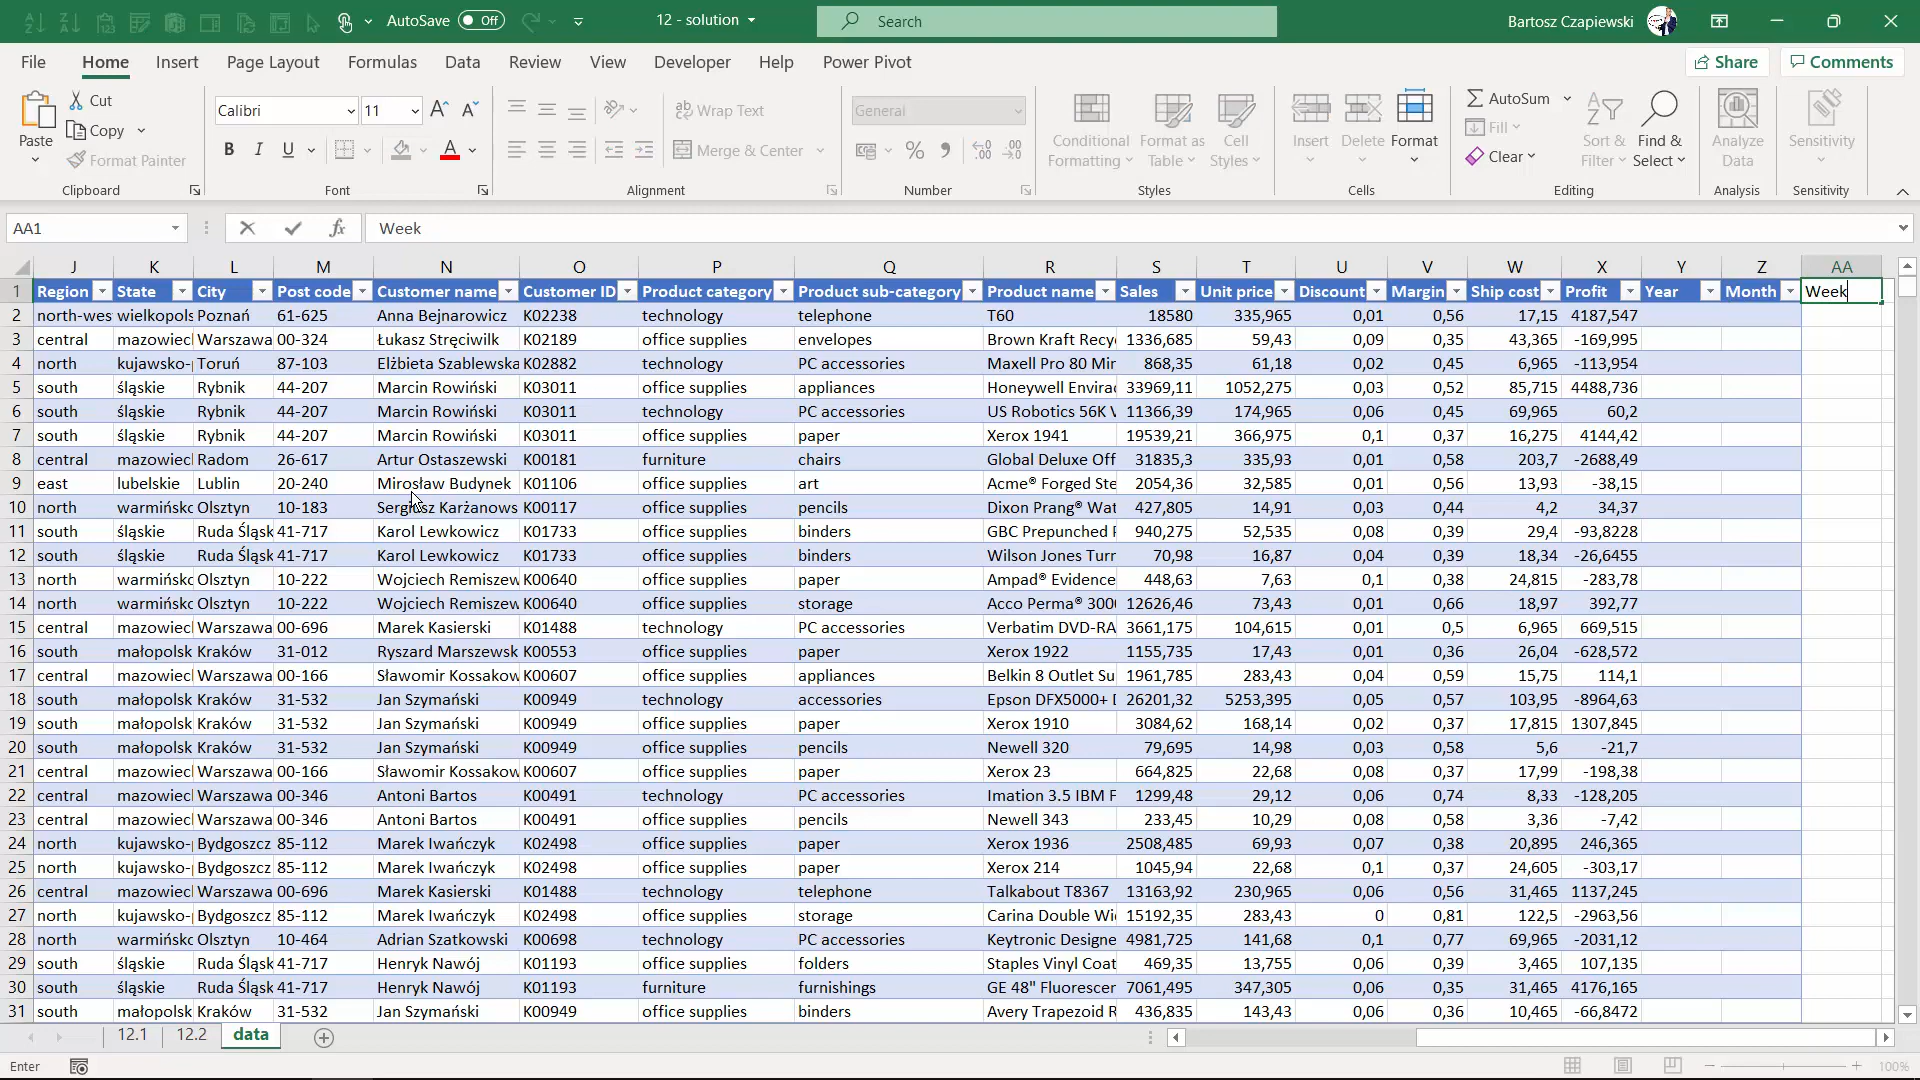 AutoSave Off 12 - solution Search Bartosz Czapiewski
File Home Insert Page Layout Formulas Data Review View Developer Help Power Pivot Share Comments
Paste Cut Copy Format Painter Clipboard
Calibri 11 B I U A Font
Wrap Text Merge & Center Alignment
General % Number
Conditional Formatting Format as Table Cell Styles Styles
Insert Delete Format Cells
AutoSum Fill Clear Sort & Filter Find & Select Editing
Analyze Data Analysis
Sensitivity Sensitivity
AA1 fx Week
J K L M N O P Q R S T U V W X Y Z AA
1 Region State City Post code Customer name Customer ID Product category Product sub-category Product name Sales Unit price Discount Margin Ship cost Profit Year Month Week
2 north-wes wielkopols Poznań 61-625 Anna Bejnarowicz K02238 technology telephone T60 18580 335,965 0,01 0,56 17,15 4187,547
3 central mazowiec Warszawa 00-324 Łukasz Stręciwilk K02189 office supplies envelopes Brown Kraft Recy 1336,685 59,43 0,09 0,35 43,365 -169,995
4 north kujawsko- Toruń 87-103 Elżbieta Szablewska K02882 technology PC accessories Maxell Pro 80 Mir 868,35 61,18 0,02 0,45 6,965 -113,954
5 south śląskie Rybnik 44-207 Marcin Rowiński K03011 office supplies appliances Honeywell Envira 33969,11 1052,275 0,03 0,52 85,715 4488,736
6 south śląskie Rybnik 44-207 Marcin Rowiński K03011 technology PC accessories US Robotics 56K V 11366,39 174,965 0,06 0,45 69,965 60,2
7 south śląskie Rybnik 44-207 Marcin Rowiński K03011 office supplies paper Xerox 1941 19539,21 366,975 0,1 0,37 16,275 4144,42
8 central mazowiec Radom 26-617 Artur Ostaszewski K00181 furniture chairs Global Deluxe Off 31835,3 335,93 0,01 0,58 203,7 -2688,49
9 east lubelskie Lublin 20-240 Mirosław Budynek K01106 office supplies art Acme® Forged Ste 2054,36 32,585 0,01 0,56 13,93 -38,15
10 north warmińsko Olsztyn 10-183 Sergiusz Karżanows K00117 office supplies pencils Dixon Prang® Wat 427,805 14,91 0,03 0,44 4,2 34,37
11 south śląskie Ruda Śląsk 41-717 Karol Lewkowicz K01733 office supplies binders GBC Prepunched P 940,275 52,535 0,08 0,39 29,4 -93,8228
12 south śląskie Ruda Śląsk 41-717 Karol Lewkowicz K01733 office supplies binders Wilson Jones Turn 70,98 16,87 0,04 0,39 18,34 -26,6455
13 north warmińsko Olsztyn 10-222 Wojciech Remiszew K00640 office supplies paper Ampad® Evidence 448,63 7,63 0,1 0,38 24,815 -283,78
14 north warmińsko Olsztyn 10-222 Wojciech Remiszew K00640 office supplies storage Acco Perma® 300 12626,46 73,43 0,01 0,66 18,97 392,77
15 central mazowiec Warszawa 00-696 Marek Kasierski K01488 technology PC accessories Verbatim DVD-RA 3661,175 104,615 0,01 0,5 6,965 669,515
16 south małopolsk Kraków 31-012 Ryszard Marszewsk K00553 office supplies paper Xerox 1922 1155,735 17,43 0,01 0,36 26,04 -628,572
17 central mazowiec Warszawa 00-166 Sławomir Kossakow K00607 office supplies appliances Belkin 8 Outlet Su 1961,785 283,43 0,04 0,59 15,75 114,1
18 south małopolsk Kraków 31-532 Jan Szymański K00949 technology accessories Epson DFX5000+ D 26201,32 5253,395 0,05 0,57 103,95 -8964,63
19 south małopolsk Kraków 31-532 Jan Szymański K00949 office supplies paper Xerox 1910 3084,62 168,14 0,02 0,37 17,815 1307,845
20 south małopolsk Kraków 31-532 Jan Szymański K00949 office supplies pencils Newell 320 79,695 14,98 0,03 0,58 5,6 -21,7
21 central mazowiec Warszawa 00-166 Sławomir Kossakow K00607 office supplies paper Xerox 23 664,825 22,68 0,08 0,37 17,99 -198,38
22 central mazowiec Warszawa 00-346 Antoni Bartos K00491 technology PC accessories Imation 3.5 IBM F 1299,48 29,12 0,06 0,74 8,33 -128,205
23 central mazowiec Warszawa 00-346 Antoni Bartos K00491 office supplies pencils Newell 343 233,45 10,29 0,08 0,58 3,36 -7,42
24 north kujawsko- Bydgoszcz 85-112 Marek Iwańczyk K02498 office supplies paper Xerox 1936 2508,485 69,93 0,07 0,38 20,895 246,365
25 north kujawsko- Bydgoszcz 85-112 Marek Iwańczyk K02498 office supplies paper Xerox 214 1045,94 22,68 0,1 0,37 24,605 -303,17
26 central mazowiec Warszawa 00-696 Marek Kasierski K01488 technology telephone Talkabout T8367 13163,92 230,965 0,06 0,56 31,465 1137,245
27 north kujawsko- Bydgoszcz 85-112 Marek Iwańczyk K02498 office supplies storage Carina Double Wi 15192,35 283,43 0 0,81 122,5 -2963,56
28 north warmińsko Olsztyn 10-464 Adrian Szatkowski K00698 technology PC accessories Keytronic Designe 4981,725 141,68 0,1 0,77 69,965 -2031,12
29 south śląskie Ruda Śląsk 41-717 Henryk Nawój K01193 office supplies folders Staples Vinyl Coat 469,35 13,755 0,06 0,39 3,465 107,135
30 south śląskie Ruda Śląsk 41-717 Henryk Nawój K01193 furniture furnishings GE 48" Fluorescer 7061,495 347,305 0,06 0,35 31,465 4176,165
31 south małopolsk Kraków 31-532 Jan Szymański K00949 office supplies binders Avery Trapezoid R 436,835 143,43 0,06 0,36 10,465 -66,8472
12.1 12.2 data
Enter 100%